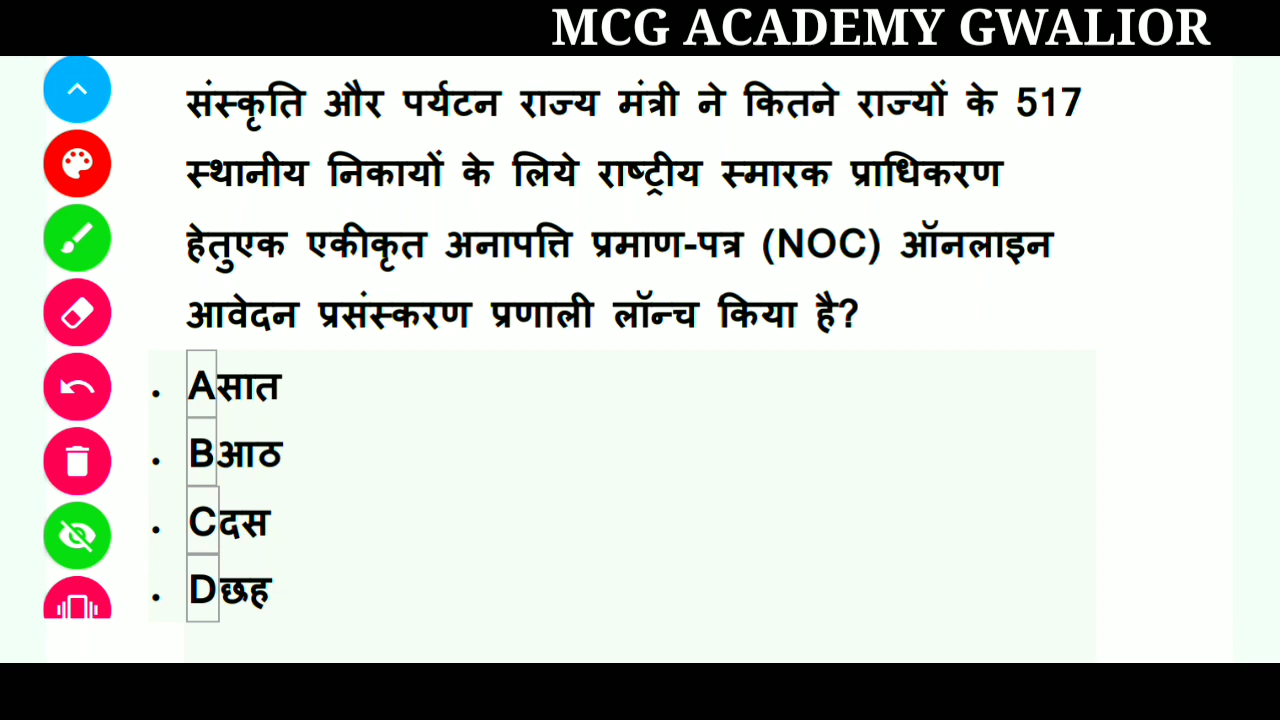 MCG ACADEMY GWALIOR
संस्कृति और पर्यटन राज्य मंत्री ने कितने राज्यों के 517
स्थानीय निकायों के लिये राष्ट्रीय स्मारक प्राधिकरण
हेतुएक एकीकृत अनापत्ति प्रमाण-पत्र (NOC) ऑनलाइन
आवेदन प्रसंस्करण प्रणाली लॉन्च किया है?
• Aसात
• Bआठ
• Cदस
• Dछह